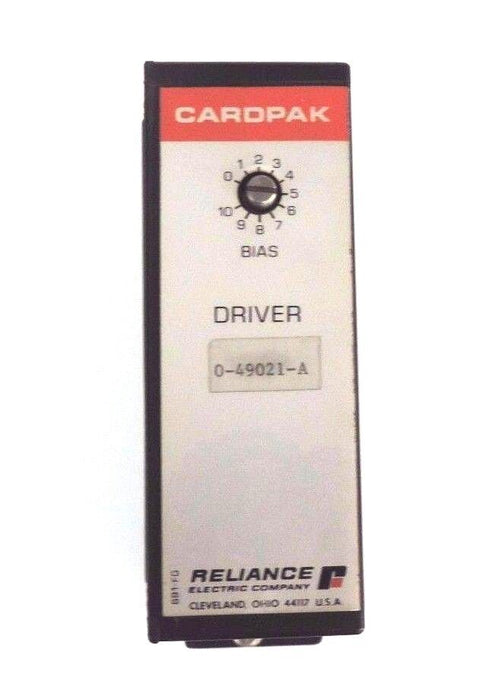 CARDPAK
0 1 2 3 4 5 6 7 8 9 10
BIAS
DRIVER
0-49021-A
RELIANCE
ELECTRIC COMPANY
CLEVELAND, OHIO 44117 U.S.A